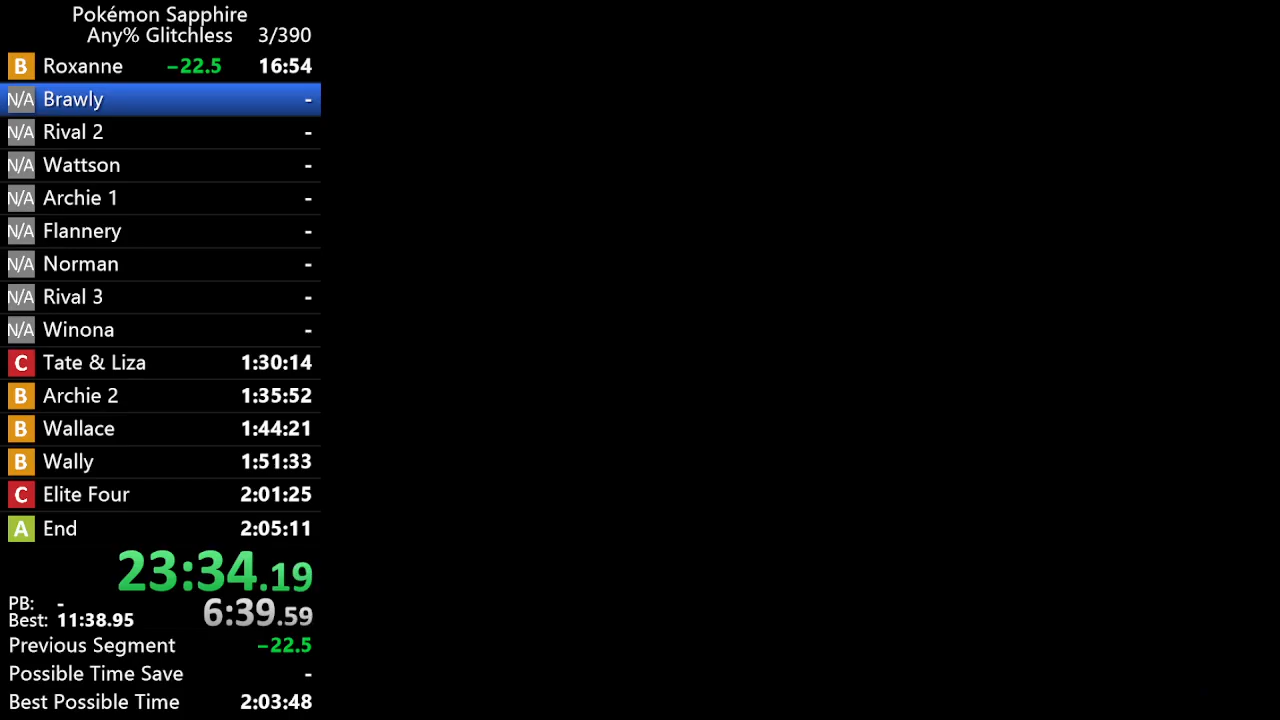 Pokémon Sapphire
Any% Glitchless 3/390
B Roxanne −22.5 16:54
N/A Brawly -
N/A Rival 2 -
N/A Wattson -
N/A Archie 1 -
N/A Flannery -
N/A Norman -
N/A Rival 3 -
N/A Winona -
C Tate & Liza 1:30:14
B Archie 2 1:35:52
B Wallace 1:44:21
B Wally 1:51:33
C Elite Four 2:01:25
A End 2:05:11
23:34.19
PB: -
Best: 11:38.95 6:39.59
Previous Segment −22.5
Possible Time Save -
Best Possible Time 2:03:48